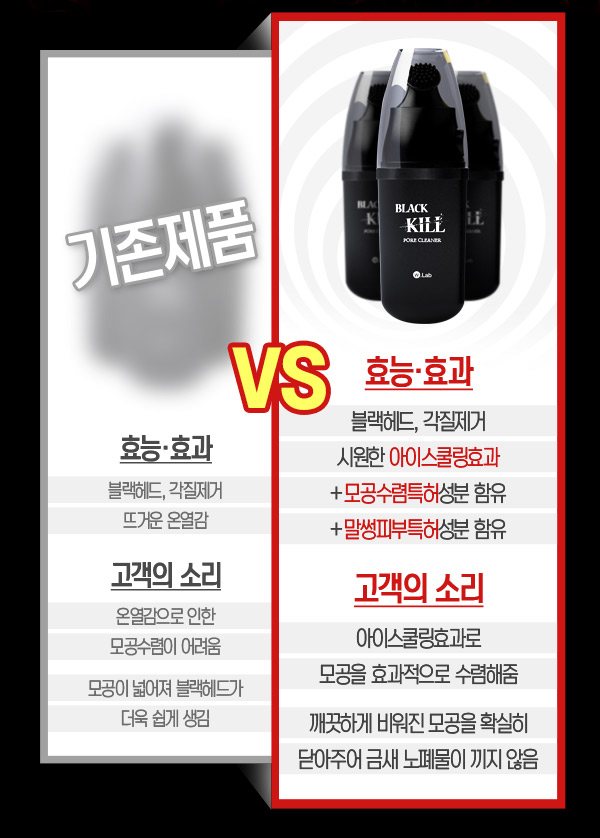 기존제품
효능·효과
블랙헤드, 각질제거
뜨거운 온열감
고객의 소리
온열감으로 인한
모공수렴이 어려움
모공이 넓어져 블랙헤드가
더욱 쉽게 생김
VS
BLACK
KILL
PORE CLEANER
W.Lab
효능·효과
블랙헤드, 각질제거
시원한 아이스쿨링효과
+ 모공수렴특허성분 함유
+ 말썽피부특허성분 함유
고객의 소리
아이스쿨링효과로
모공을 효과적으로 수렴해줌
깨끗하게 비워진 모공을 확실히
닫아주어 금새 노폐물이 끼지 않음